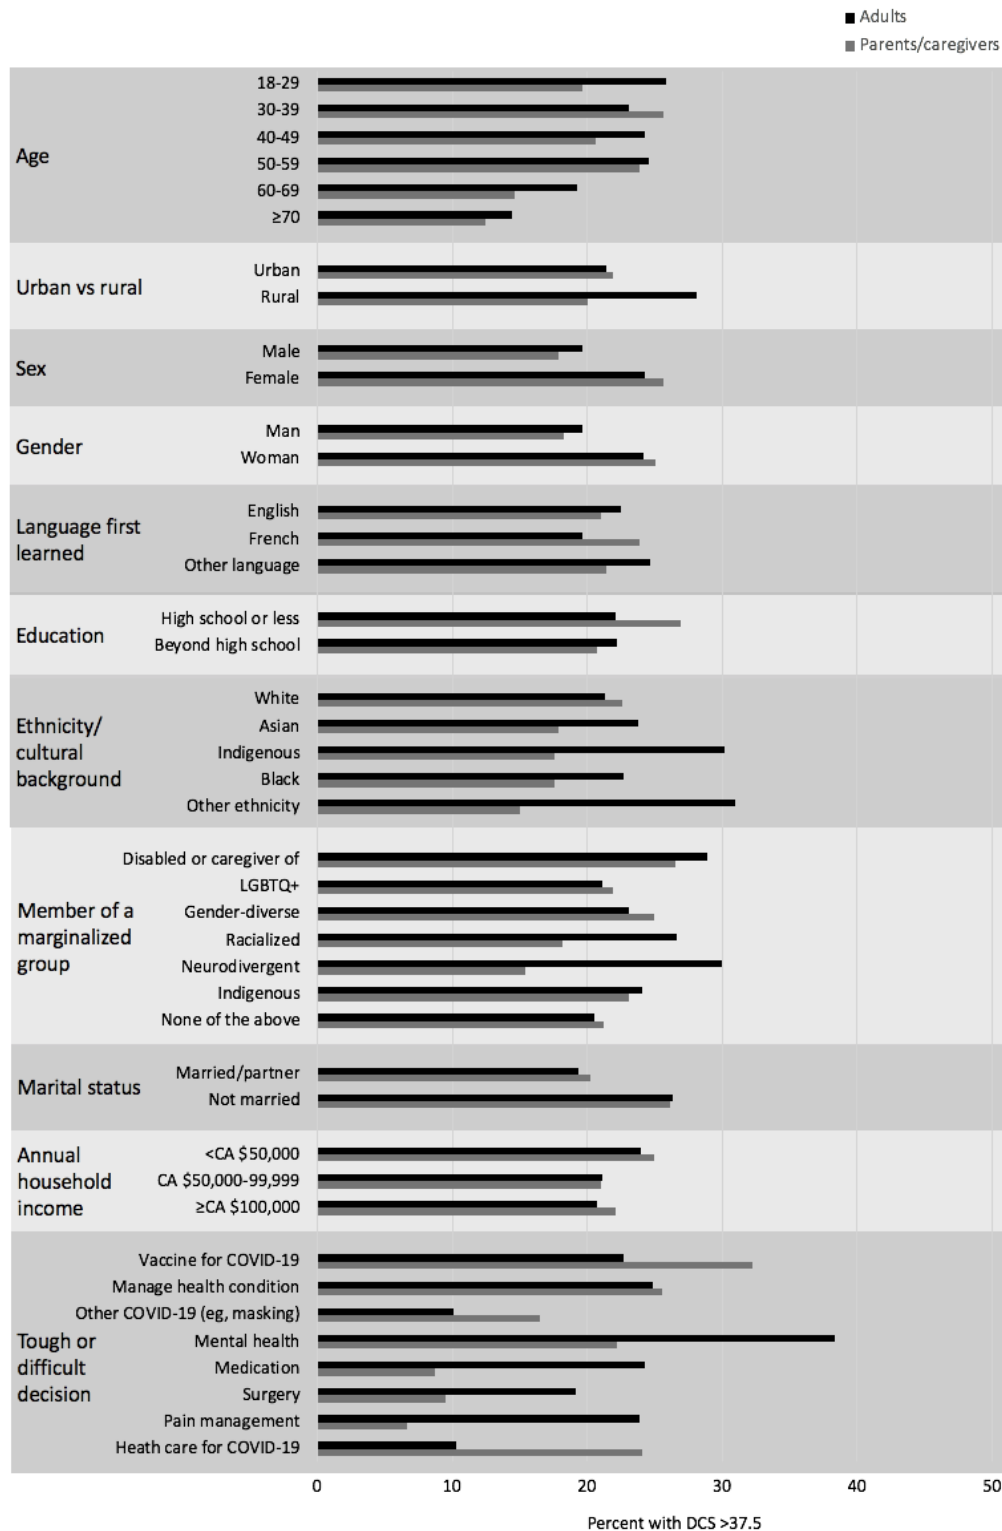 Adults
Parents/caregivers
Age
18-29
30-39
40-49
50-59
60-69
≥70
Urban vs rural
Urban
Rural
Sex
Male
Female
Gender
Man
Woman
Language first
learned
English
French
Other language
Education
High school or less
Beyond high school
Ethnicity/
cultural
background
White
Asian
Indigenous
Black
Other ethnicity
Member of a
marginalized
group
Disabled or caregiver of
LGBTQ+
Gender-diverse
Racialized
Neurodivergent
Indigenous
None of the above
Marital status
Married/partner
Not married
Annual
household
income
<CA $50,000
CA $50,000-99,999
≥CA $100,000
Tough or
difficult
decision
Vaccine for COVID-19
Manage health condition
Other COVID-19 (eg, masking)
Mental health
Medication
Surgery
Pain management
Heath care for COVID-19
0 10 20 30 40 50
Percent with DCS >37.5